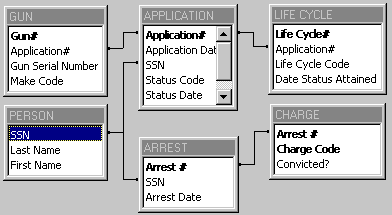 GUN
Gun#
Application#
Gun Serial Number
Make Code
APPLICATION
Application#
Application Dat
SSN
Status Code
Status Date
LIFE CYCLE
Life Cycle#
Application#
Life Cycle Code
Date Status Attained
PERSON
SSN
Last Name
First Name
ARREST
Arrest #
SSN
Arrest Date
CHARGE
Arrest #
Charge Code
Convicted?